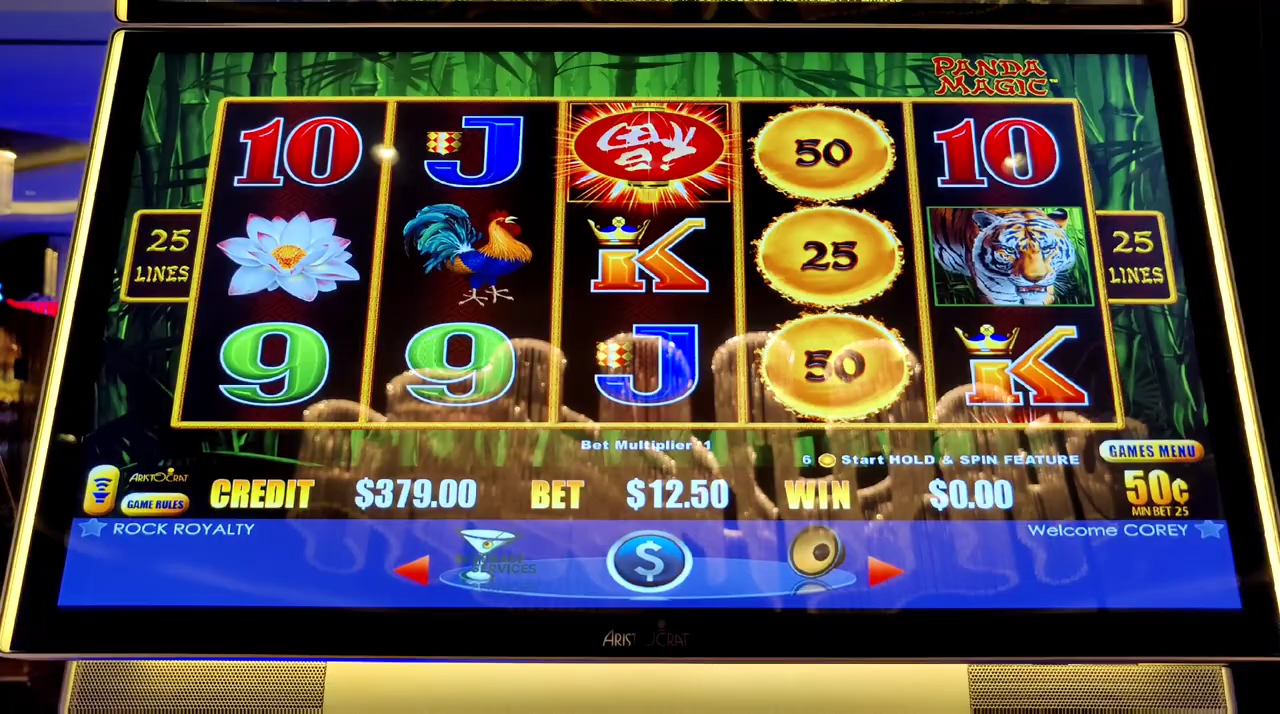 PANDA
MAGIC™
10
J
50
10
25
LINES
K
25
25
LINES
9
9
J
50
K
Bet Multiplier 1
6 Start HOLD & SPIN FEATURE
GAMES MENU
ARISTOCRAT
GAME RULES
CREDIT $379.00 BET $12.50 WIN $0.00
50¢
MIN BET 25
ROCK ROYALTY
Welcome COREY
SERVICES
$
ARISTOCRAT